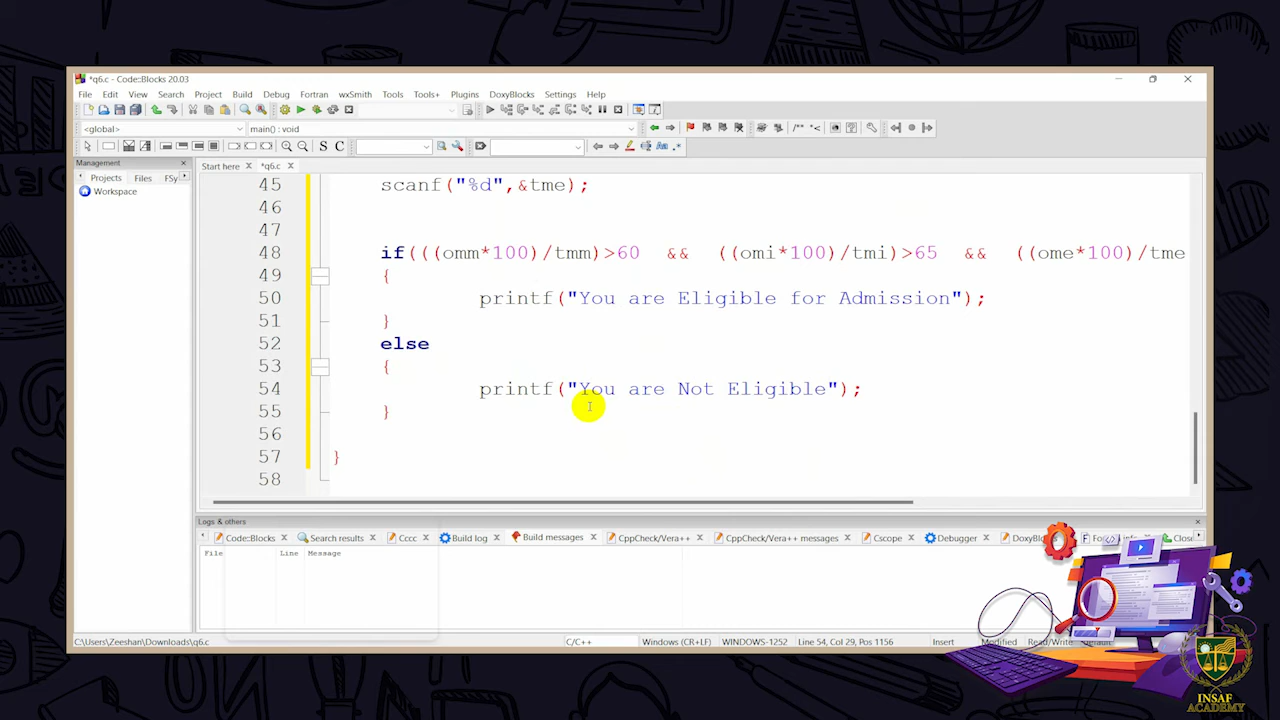 *q6.c - Code::Blocks 20.03
File Edit View Search Project Build Debug Fortran wxSmith Tools Tools+ Plugins DoxyBlocks Settings Help
<global> main() : void
S C
Management
Projects Files FSy
Workspace
Start here *q6.c
45 scanf("%d",&tme);
46
47
48 if(((omm*100)/tmm)>60 && ((omi*100)/tmi)>65 && ((ome*100)/tme
49 {
50 printf("You are Eligible for Admission");
51 }
52 else
53 {
54 printf("You are Not Eligible");
55 }
56
57 }
58
Logs & others
Code::Blocks Search results Cccc Build log Build messages CppCheck/Vera++ CppCheck/Vera++ messages Cscope Debugger DoxyBl Close
File Line Message
C:\Users\Zeeshan\Downloads\q6.c C/C++ Windows (CR+LF) WINDOWS-1252 Line 54, Col 29, Pos 1156 Insert Modified Read/Write
INSAF
ACADEMY